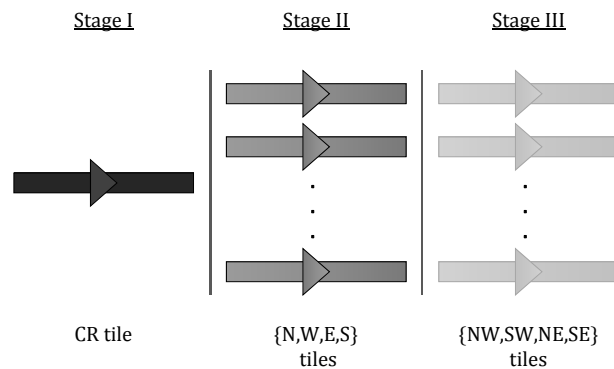 Stage I
Stage II
Stage III
CR tile
{N,W,E,S}
tiles
{NW,SW,NE,SE}
tiles